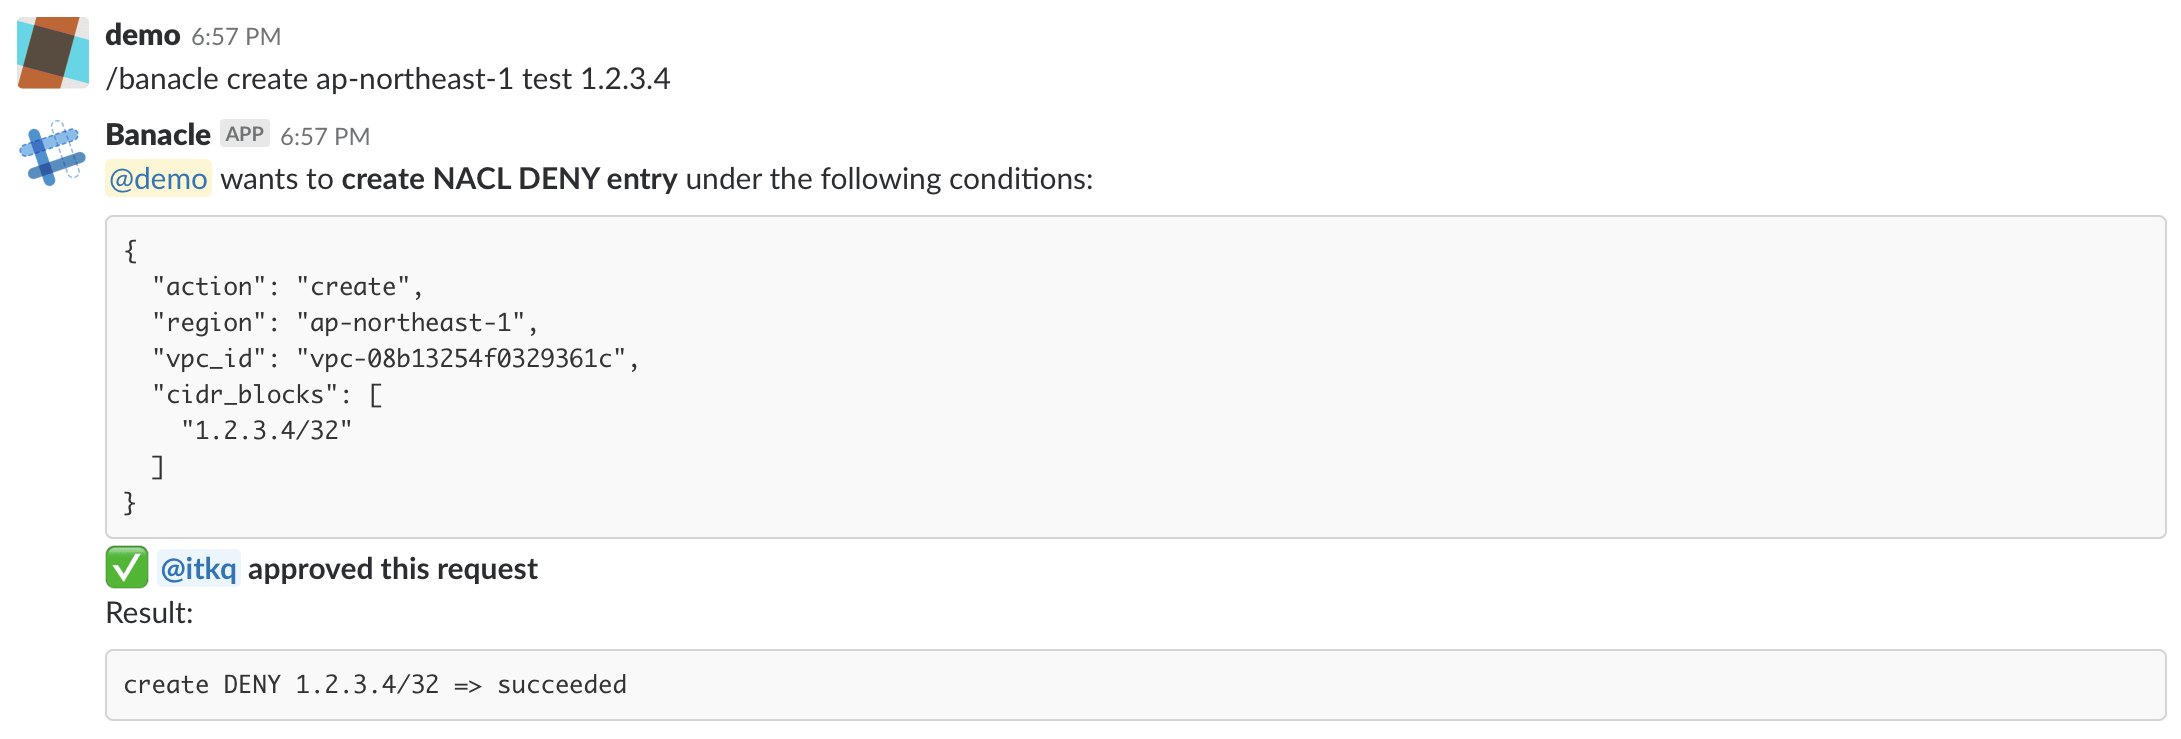 demo 6:57 PM
/banacle create ap-northeast-1 test 1.2.3.4
Banacle APP 6:57 PM
@demo wants to create NACL DENY entry under the following conditions:
{
  "action": "create",
  "region": "ap-northeast-1",
  "vpc_id": "vpc-08b13254f0329361c",
  "cidr_blocks": [
    "1.2.3.4/32"
  ]
}
✅ @itkq approved this request
Result:
create DENY 1.2.3.4/32 => succeeded